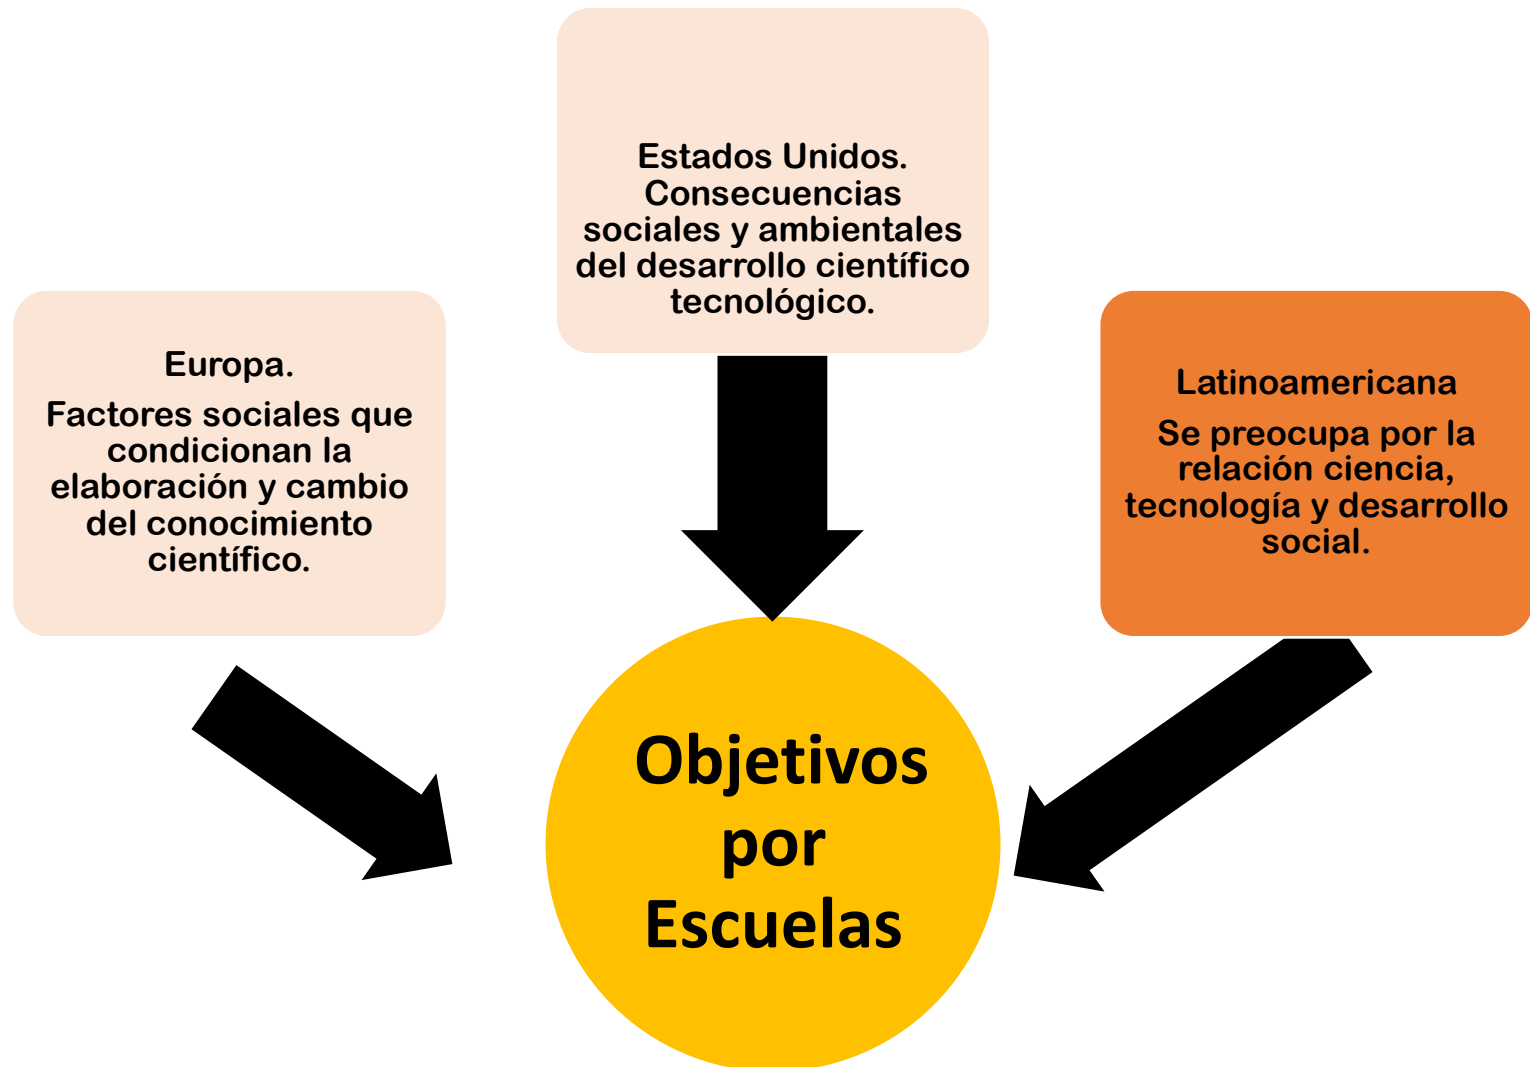 Estados Unidos.
Consecuencias
sociales y ambientales
del desarrollo científico
tecnológico.
Europa.
Factores sociales que
condicionan la
elaboración y cambio
del conocimiento
científico.
Latinoamericana
Se preocupa por la
relación ciencia,
tecnología y desarrollo
social.
Objetivos
por
Escuelas